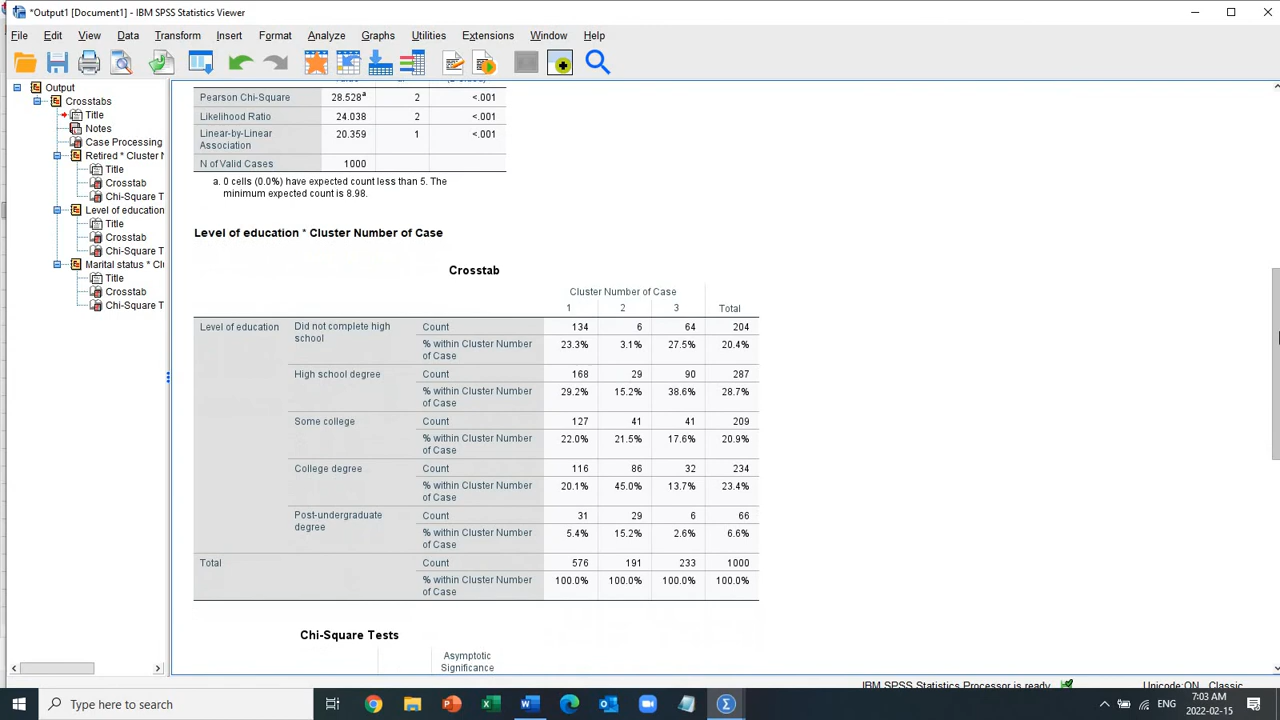 *Output1 [Document1] - IBM SPSS Statistics Viewer
File Edit View Data Transform Insert Format Analyze Graphs Utilities Extensions Window Help
Output
Crosstabs
Title
Notes
Case Processing
Retired * Cluster N
Title
Crosstab
Chi-Square T
Level of education
Title
Crosstab
Chi-Square T
Marital status * Clu
Title
Crosstab
Chi-Square T
Pearson Chi-Square 28.528a 2 <.001
Likelihood Ratio 24.038 2 <.001
Linear-by-Linear
Association 20.359 1 <.001
N of Valid Cases 1000
a. 0 cells (0.0%) have expected count less than 5. The
minimum expected count is 8.98.
Level of education * Cluster Number of Case
Crosstab
Cluster Number of Case
1 2 3 Total
Level of education Did not complete high
school Count 134 6 64 204
% within Cluster Number
of Case 23.3% 3.1% 27.5% 20.4%
High school degree Count 168 29 90 287
% within Cluster Number
of Case 29.2% 15.2% 38.6% 28.7%
Some college Count 127 41 41 209
% within Cluster Number
of Case 22.0% 21.5% 17.6% 20.9%
College degree Count 116 86 32 234
% within Cluster Number
of Case 20.1% 45.0% 13.7% 23.4%
Post-undergraduate
degree Count 31 29 6 66
% within Cluster Number
of Case 5.4% 15.2% 2.6% 6.6%
Total Count 576 191 233 1000
% within Cluster Number
of Case 100.0% 100.0% 100.0% 100.0%
Chi-Square Tests
Asymptotic
Significance
IBM SPSS Statistics Processor is ready Unicode:ON Classic
Type here to search
ENG
7:03 AM
2022-02-15